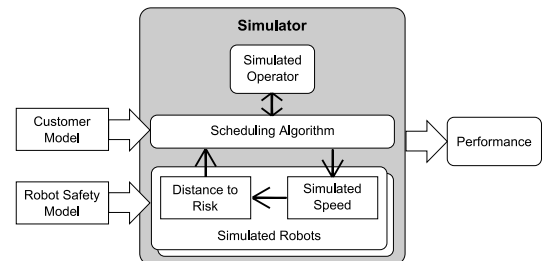 Simulator
Simulated
Operator
Customer
Model
Scheduling Algorithm
Performance
Robot Safety
Model
Distance to
Risk
Simulated
Speed
Simulated Robots